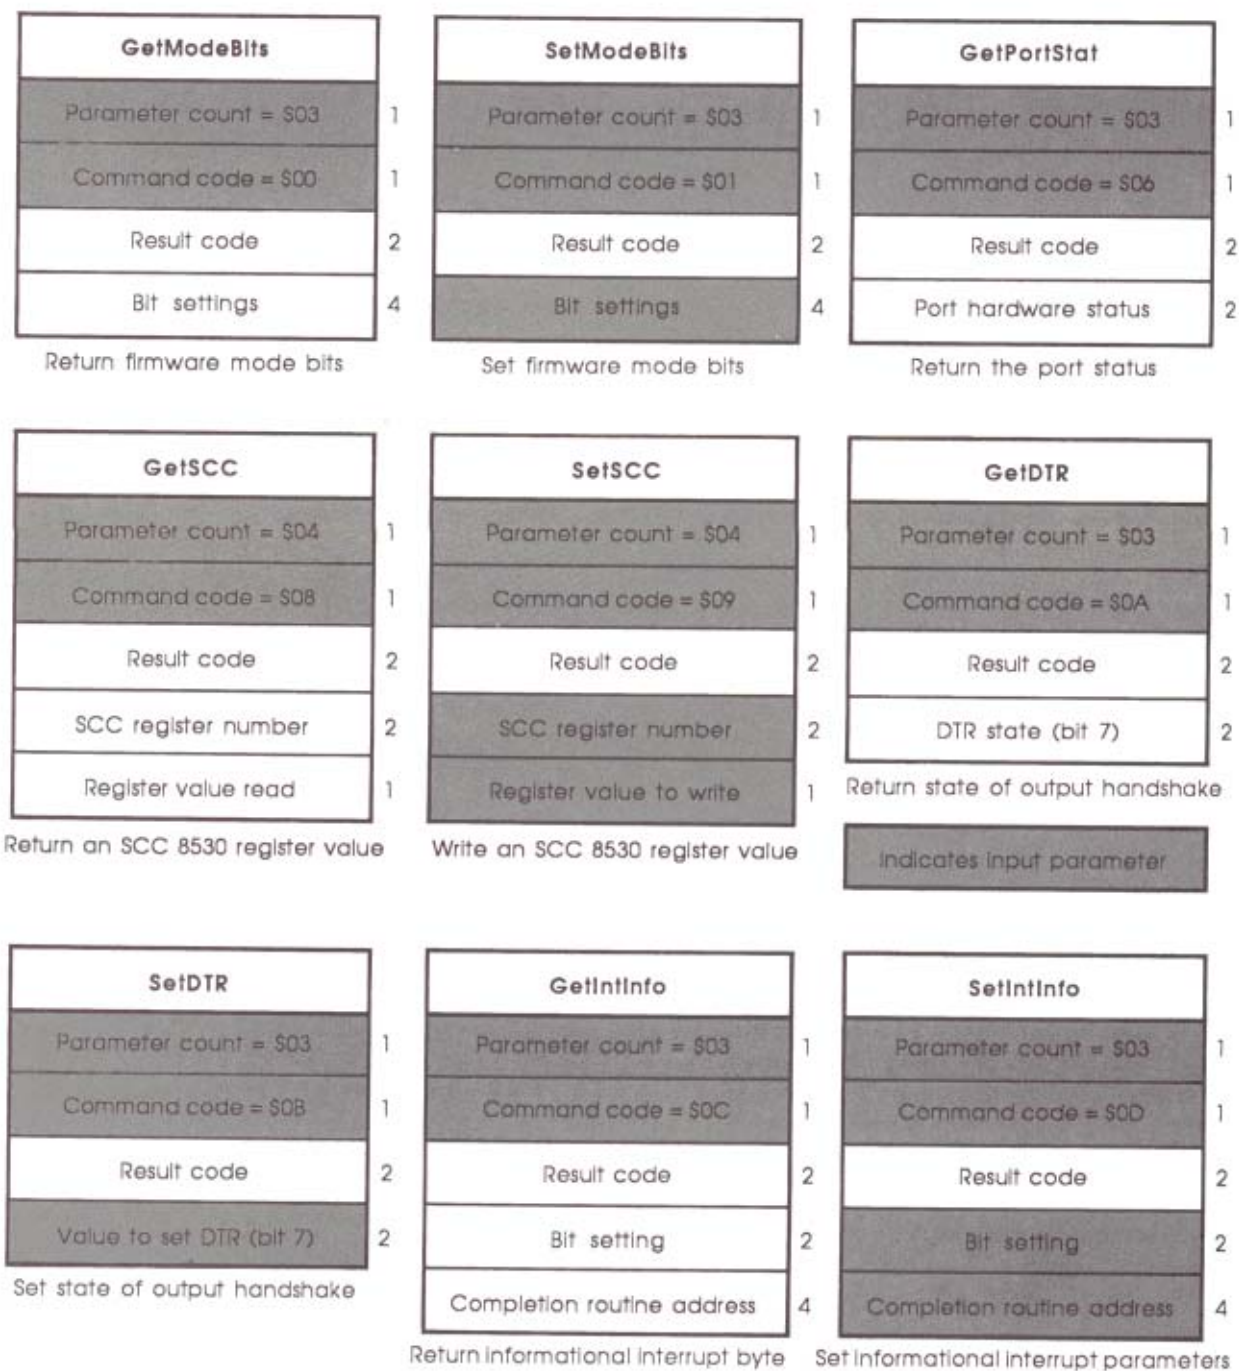 GetModeBits
Parameter count = $03 1
Command code = $00 1
Result code 2
Bit settings 4
Return firmware mode bits
SetModeBits
Parameter count = $03 1
Command code = $01 1
Result code 2
Bit settings 4
Set firmware mode bits
GetPortStat
Parameter count = $03 1
Command code = $06 1
Result code 2
Port hardware status 2
Return the port status
GetSCC
Parameter count = $04 1
Command code = $08 1
Result code 2
SCC register number 2
Register value read 1
Return an SCC 8530 register value
SetSCC
Parameter count = $04 1
Command code = $09 1
Result code 2
SCC register number 2
Register value to write 1
Write an SCC 8530 register value
GetDTR
Parameter count = $03 1
Command code = $0A 1
Result code 2
DTR state (bit 7) 2
Return state of output handshake
Indicates input parameter
SetDTR
Parameter count = $03 1
Command code = $0B 1
Result code 2
Value to set DTR (bit 7) 2
Set state of output handshake
GetIntInfo
Parameter count = $03 1
Command code = $0C 1
Result code 2
Bit setting 2
Completion routine address 4
Return informational interrupt byte
SetIntInfo
Parameter count = $03 1
Command code = $0D 1
Result code 2
Bit setting 2
Completion routine address 4
Set informational interrupt parameters